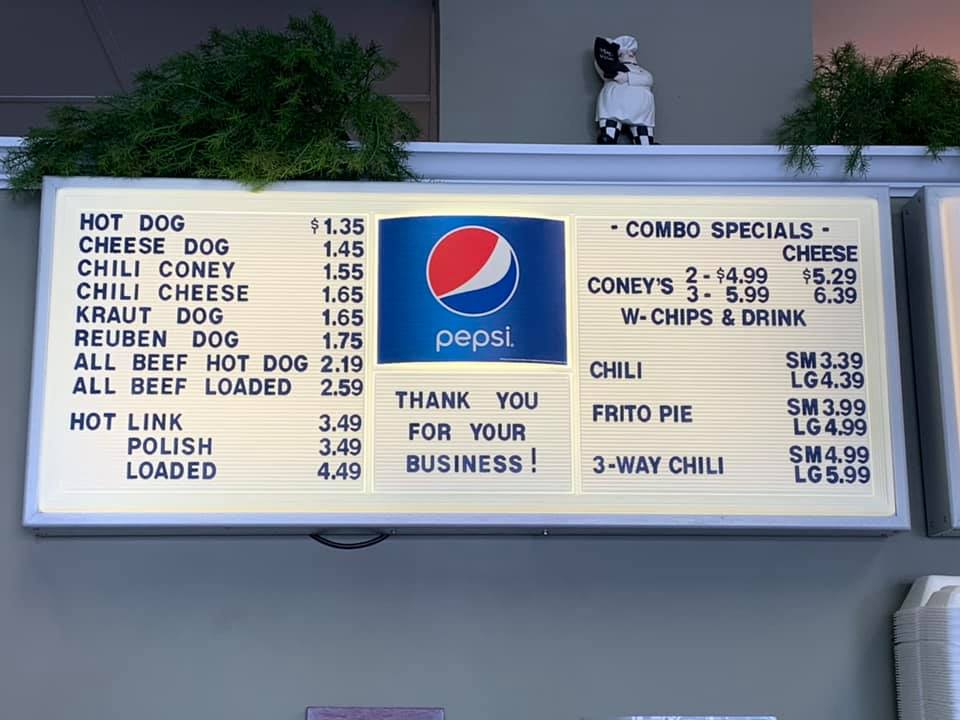 HOT DOG $1.35
CHEESE DOG 1.45
CHILI CONEY 1.55
CHILI CHEESE 1.65
KRAUT DOG 1.65
REUBEN DOG 1.75
ALL BEEF HOT DOG 2.19
ALL BEEF LOADED 2.59
HOT LINK 3.49
POLISH 3.49
LOADED 4.49
pepsi.
THANK YOU
FOR YOUR
BUSINESS!
- COMBO SPECIALS -
CHEESE
CONEY'S 2 - $4.99 $5.29
3 - 5.99 6.39
W- CHIPS & DRINK
CHILI SM 3.39
LG 4.39
FRITO PIE SM 3.99
LG 4.99
3-WAY CHILI SM 4.99
LG 5.99